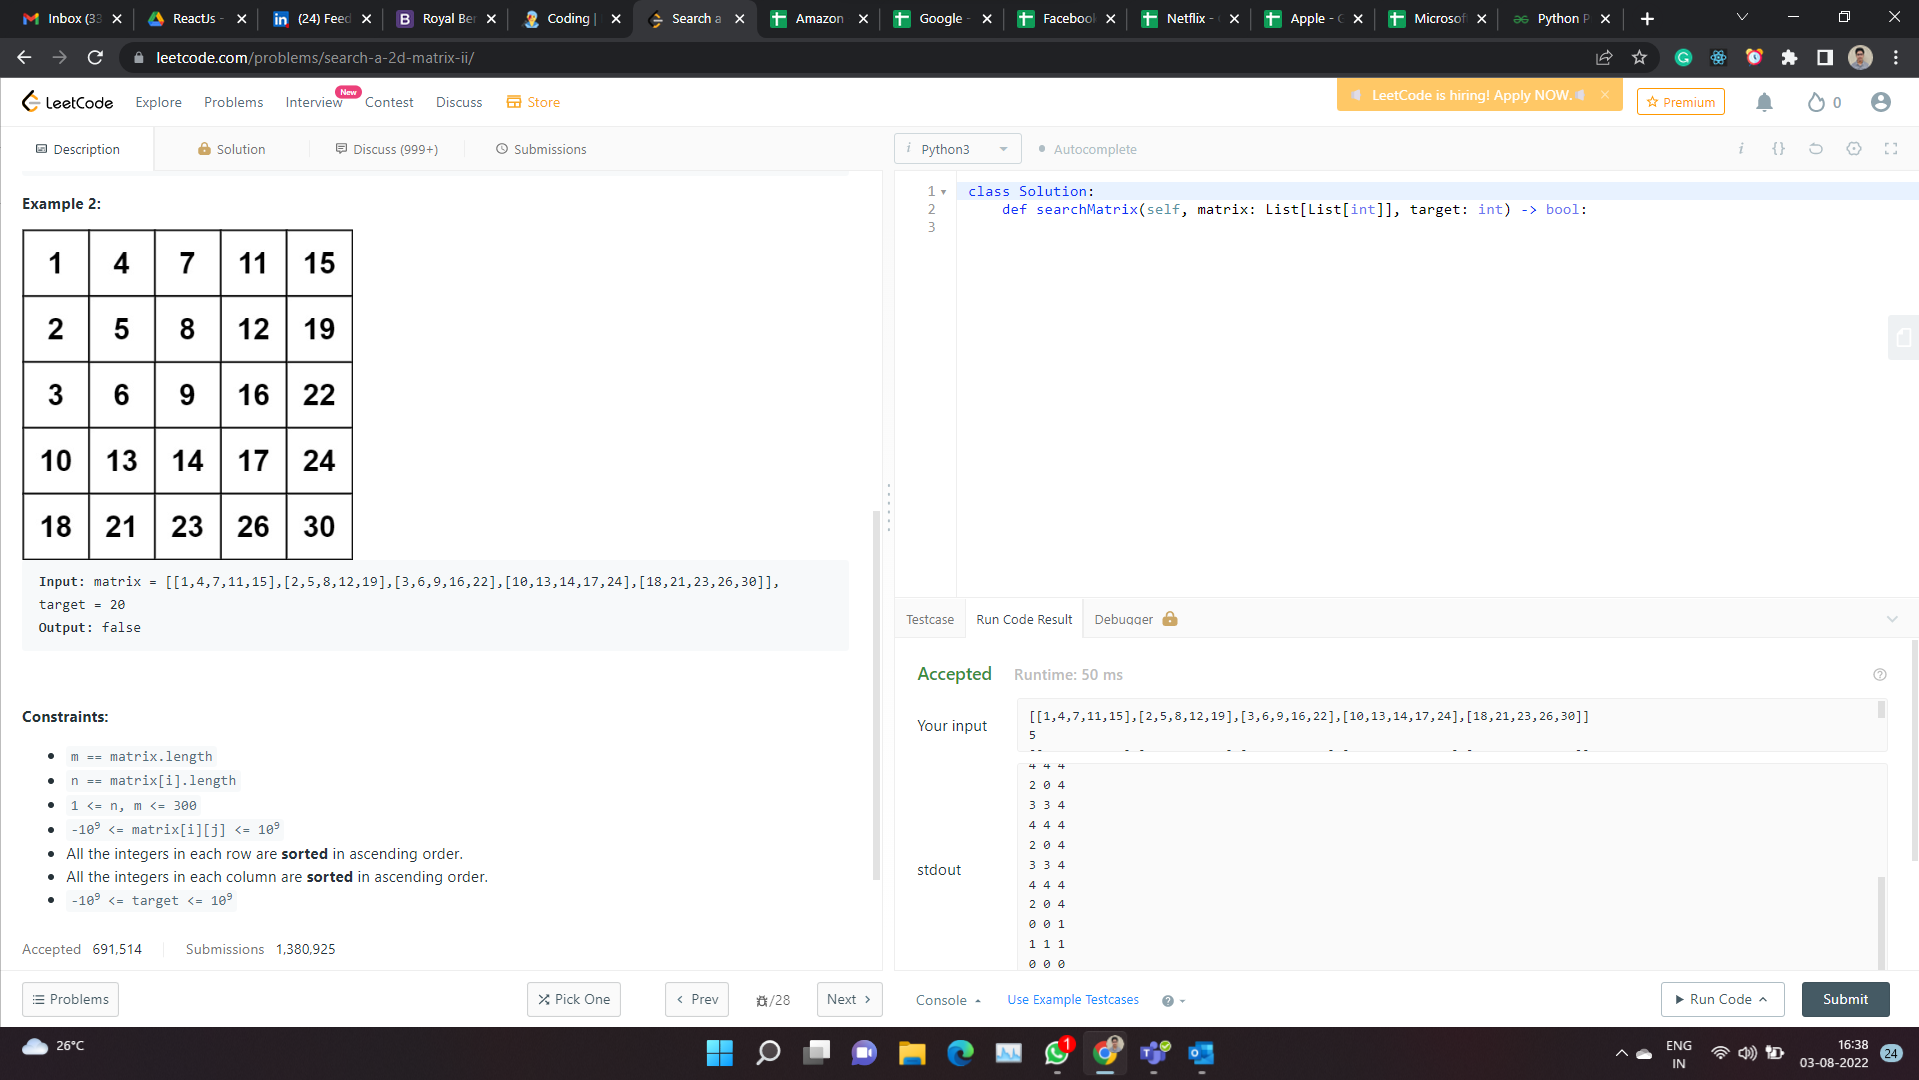 Inbox (33
ReactJs -
(24) Feed
Royal Ber
Coding |
Search a
Amazon
Google -
Facebook
Netflix -
Apple - C
Microsof
Python P
leetcode.com/problems/search-a-2d-matrix-ii/
LeetCode
Explore
Problems
Interview
New
Contest
Discuss
Store
LeetCode is hiring! Apply NOW.
Premium
0
Description
Solution
Discuss (999+)
Submissions
i Python3
Autocomplete
Example 2:
1 4 7 11 15
2 5 8 12 19
3 6 9 16 22
10 13 14 17 24
18 21 23 26 30
Input: matrix = [[1,4,7,11,15],[2,5,8,12,19],[3,6,9,16,22],[10,13,14,17,24],[18,21,23,26,30]],
target = 20
Output: false
Constraints:
m == matrix.length
n == matrix[i].length
1 <= n, m <= 300
-10⁹ <= matrix[i][j] <= 10⁹
All the integers in each row are sorted in ascending order.
All the integers in each column are sorted in ascending order.
-10⁹ <= target <= 10⁹
Accepted 691,514 Submissions 1,380,925
Problems
Pick One
Prev
/28
Next
1 class Solution:
2 def searchMatrix(self, matrix: List[List[int]], target: int) -> bool:
3
Testcase
Run Code Result
Debugger
Accepted Runtime: 50 ms
Your input
[[1,4,7,11,15],[2,5,8,12,19],[3,6,9,16,22],[10,13,14,17,24],[18,21,23,26,30]]
5
stdout
4 4 4
2 0 4
3 3 4
4 4 4
2 0 4
3 3 4
4 4 4
2 0 4
0 0 1
1 1 1
0 0 0
Console
Use Example Testcases
Run Code
Submit
26°C
1
ENG
IN
16:38
03-08-2022
24